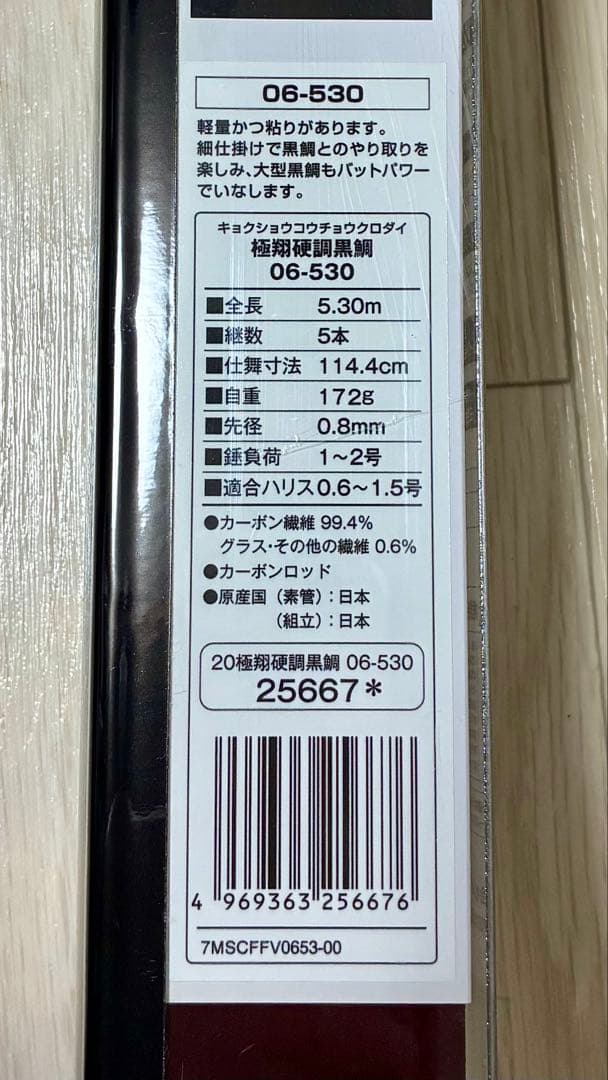 06-530
軽量かつ粘りがあります。
細仕掛けで黒鯛とのやり取りを
楽しみ、大型黒鯛もバットパワー
でいなします。
キョクショウコウチョウクロダイ
極翔硬調黒鯛
06-530
■全長 5.30m
■継数 5本
■仕舞寸法 114.4cm
■自重 172g
■先径 0.8mm
■錘負荷 1〜2号
■適合ハリス 0.6〜1.5号
●カーボン繊維 99.4%
グラス・その他の繊維 0.6%
●カーボンロッド
●原産国（素管）：日本
（組立）：日本
20極翔硬調黒鯛 06-530
25667*
4 969363 256676
7MSCFFV0653-00